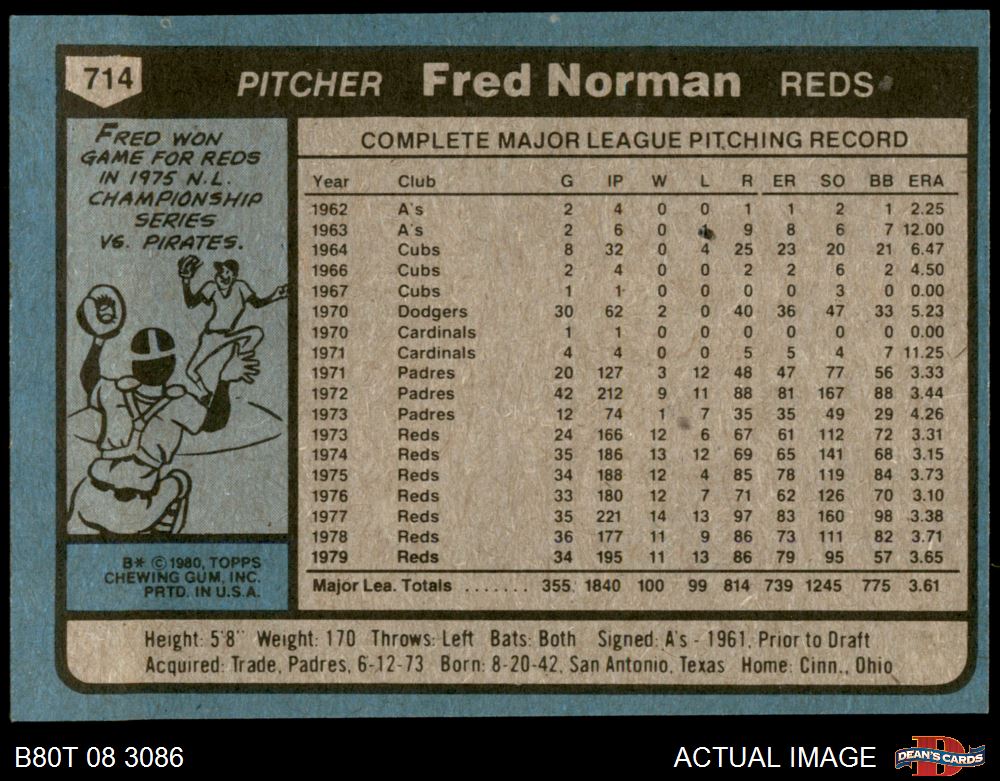 714
PITCHER Fred Norman REDS
FRED WON
GAME FOR REDS
IN 1975 N.L.
CHAMPIONSHIP
SERIES
VS. PIRATES.
B* © 1980, TOPPS
CHEWING GUM, INC.
PRTD. IN U.S.A.
COMPLETE MAJOR LEAGUE PITCHING RECORD
Year Club G IP W L R ER SO BB ERA
1962 A's 2 4 0 0 1 1 2 1 2.25
1963 A's 2 6 0 1 9 8 6 7 12.00
1964 Cubs 8 32 0 4 25 23 20 21 6.47
1966 Cubs 2 4 0 0 2 2 6 2 4.50
1967 Cubs 1 1 0 0 0 0 3 0 0.00
1970 Dodgers 30 62 2 0 40 36 47 33 5.23
1970 Cardinals 1 1 0 0 0 0 0 0 0.00
1971 Cardinals 4 4 0 0 5 5 4 7 11.25
1971 Padres 20 127 3 12 48 47 77 56 3.33
1972 Padres 42 212 9 11 88 81 167 88 3.44
1973 Padres 12 74 1 7 35 35 49 29 4.26
1973 Reds 24 166 12 6 67 61 112 72 3.31
1974 Reds 35 186 13 12 69 65 141 68 3.15
1975 Reds 34 188 12 4 85 78 119 84 3.73
1976 Reds 33 180 12 7 71 62 126 70 3.10
1977 Reds 35 221 14 13 97 83 160 98 3.38
1978 Reds 36 177 11 9 86 73 111 82 3.71
1979 Reds 34 195 11 13 86 79 95 57 3.65
Major Lea. Totals ....... 355 1840 100 99 814 739 1245 775 3.61
Height: 5'8" Weight: 170 Throws: Left Bats: Both Signed: A's - 1961, Prior to Draft
Acquired: Trade, Padres, 6-12-73 Born: 8-20-42, San Antonio, Texas Home: Cinn., Ohio
B80T 08 3086
ACTUAL IMAGE
DEAN'S CARDS